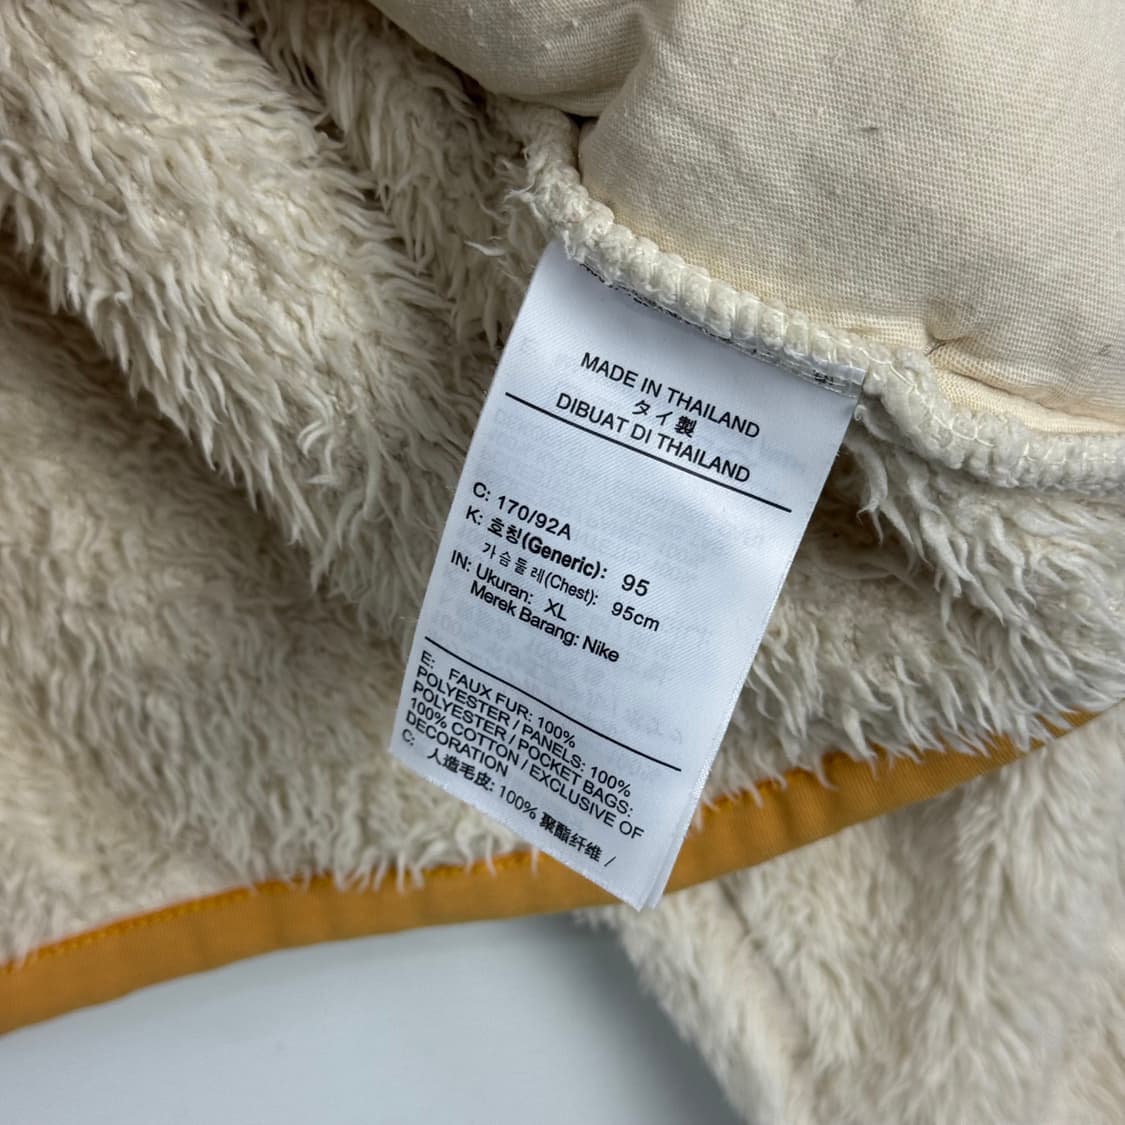 MADE IN THAILAND
タイ製
DIBUAT DI THAILAND
C: 170/92A
K: 호칭(Generic): 95
가슴둘레(Chest): 95cm
IN: Ukuran: XL
Merek Barang: Nike
E: FAUX FUR: 100%
POLYESTER / PANELS: 100%
POLYESTER / POCKET BAGS:
100% COTTON / EXCLUSIVE OF
DECORATION
C: 人造毛皮: 100% 聚酯纤维 /